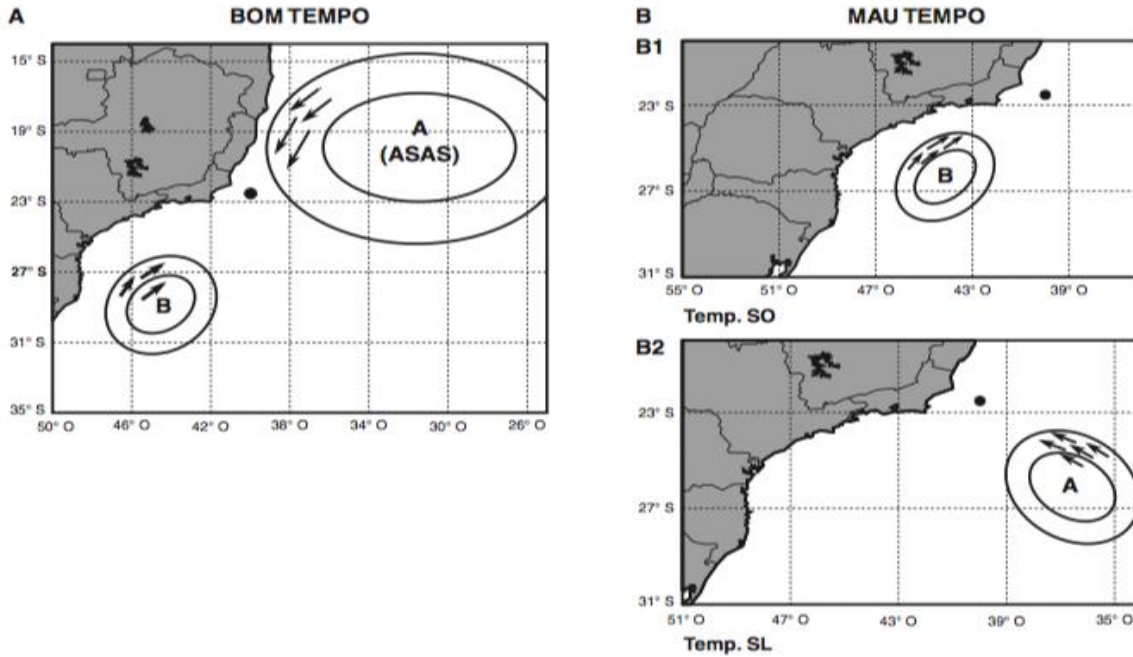 A
BOM TEMPO
15° S
19° S
23° S
27° S
31° S
35° S
50° O 46° O 42° O 38° O 34° O 30° O 26° O
A
(ASAS)
B
B
MAU TEMPO
B1
23° S
27° S
31° S
55° O 51° O 47° O 43° O 39° O
B
Temp. SO
B2
23° S
27° S
31° S
51° O 47° O 43° O 39° O 35° O
A
Temp. SL